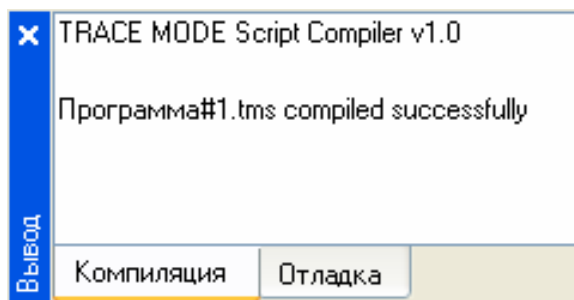 TRACE MODE Script Compiler v1.0
Программа#1.tms compiled successfully
Вывод
Компиляция
Отладка